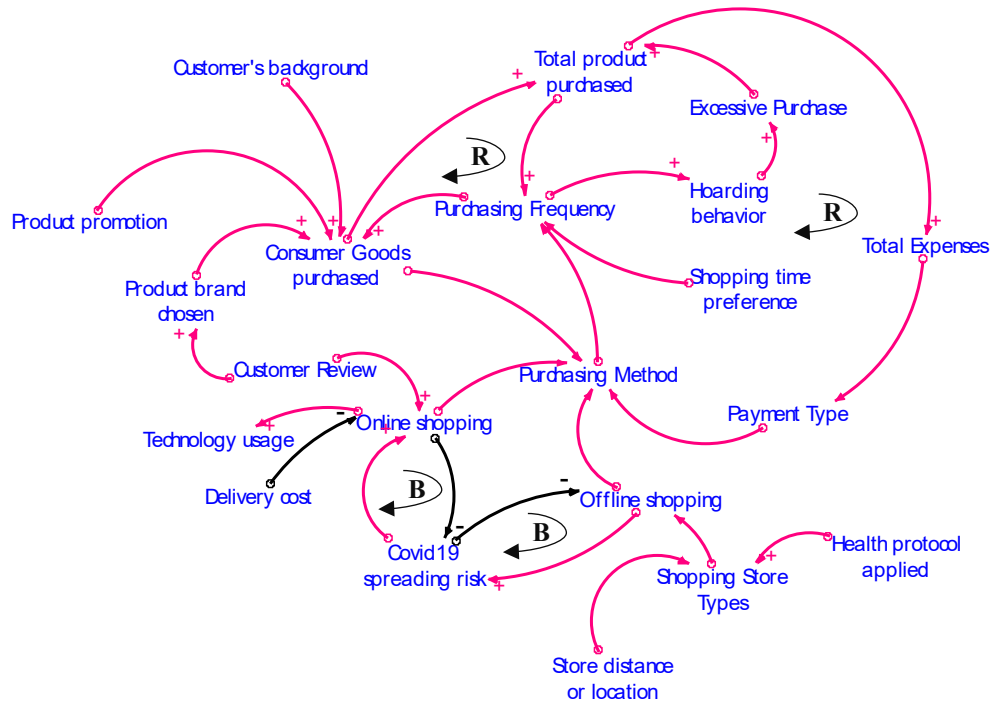 Total product
purchased
+
+
Customer's background
Excessive Purchase
+
R
+
+
Hoarding
behavior
Product promotion
Purchasing Frequency
R
+
+
+
+
Consumer Goods
purchased
Total Expenses
Product brand
chosen
Shopping time
preference
+
Customer Review
Purchasing Method
+
-
Online shopping
Payment Type
+
+
Technology usage
Delivery cost
B
-
Offline shopping
-
B
Covid19
spreading risk
+
Health protocol
applied
+
Shopping Store
Types
Store distance
or location